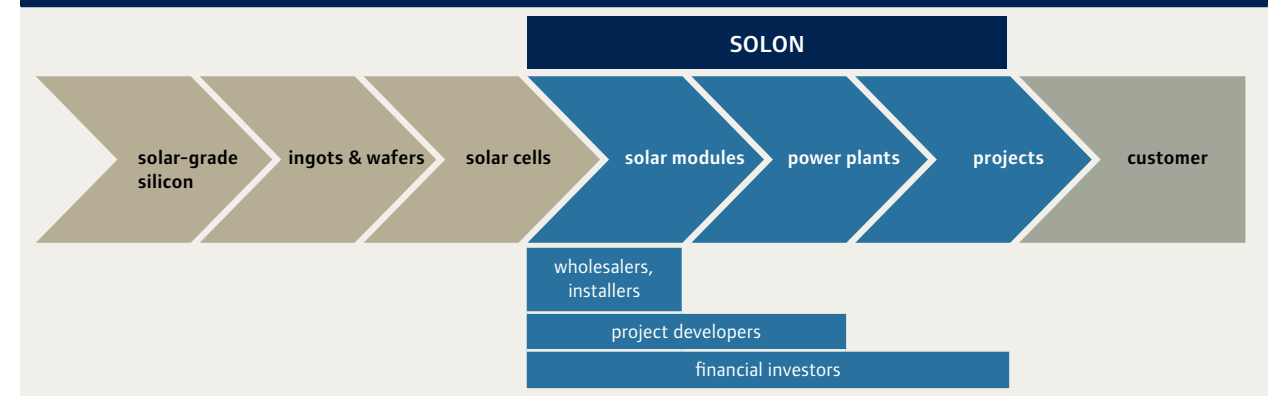 SOLON
solar-grade
silicon
ingots & wafers
solar cells
solar modules
power plants
projects
customer
wholesalers,
installers
project developers
financial investors